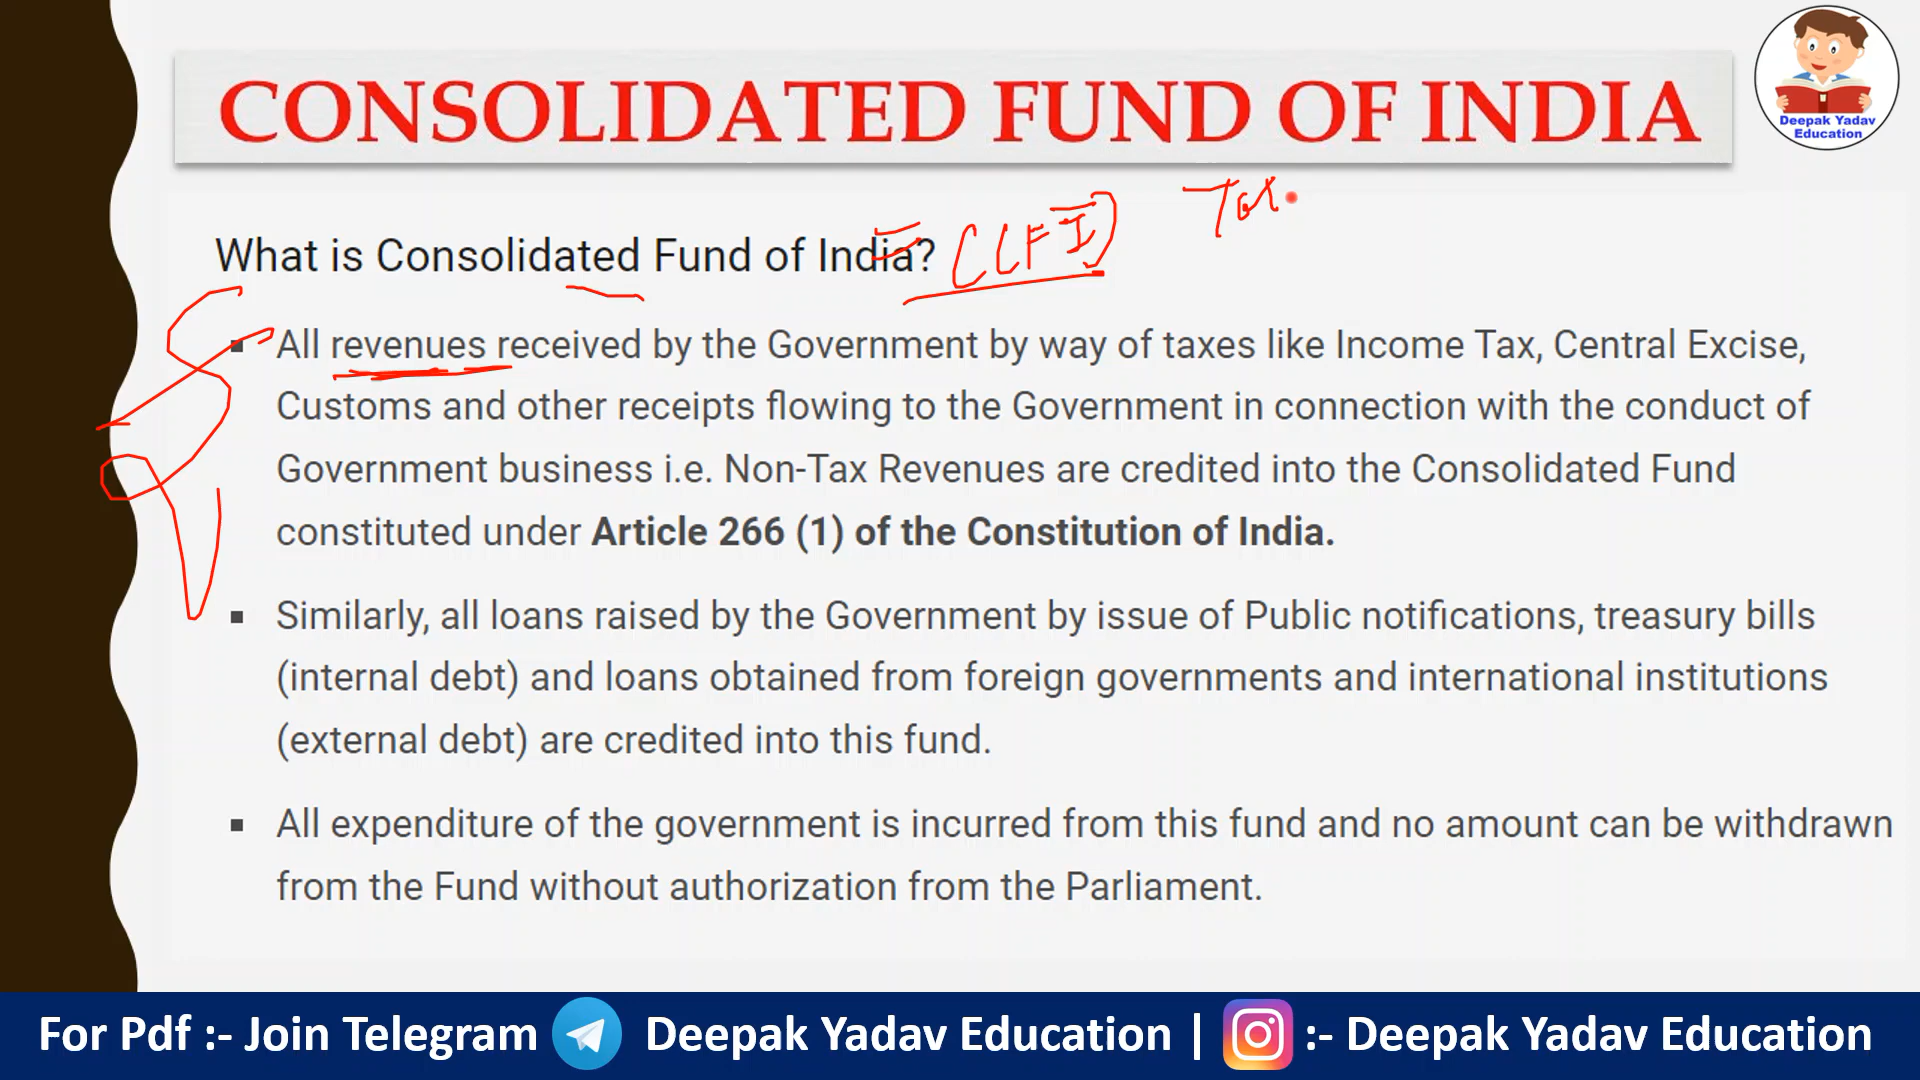 CONSOLIDATED FUND OF INDIA
Deepak Yadav
Education
Tax
What is Consolidated Fund of India? (CFI)
▪ All revenues received by the Government by way of taxes like Income Tax, Central Excise,
Customs and other receipts flowing to the Government in connection with the conduct of
Government business i.e. Non-Tax Revenues are credited into the Consolidated Fund
constituted under Article 266 (1) of the Constitution of India.
▪ Similarly, all loans raised by the Government by issue of Public notifications, treasury bills
(internal debt) and loans obtained from foreign governments and international institutions
(external debt) are credited into this fund.
▪ All expenditure of the government is incurred from this fund and no amount can be withdrawn
from the Fund without authorization from the Parliament.
For Pdf :- Join Telegram Deepak Yadav Education | :- Deepak Yadav Education